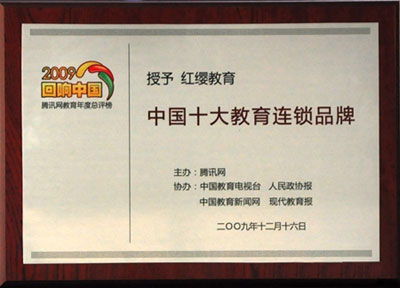 2009
回响中国
腾讯网教育年度总评榜
授予 红缨教育
中国十大教育连锁品牌
主办：腾讯网
协办：中国教育电视台 人民政协报
中国教育新闻网 现代教育报
二〇〇九年十二月十六日